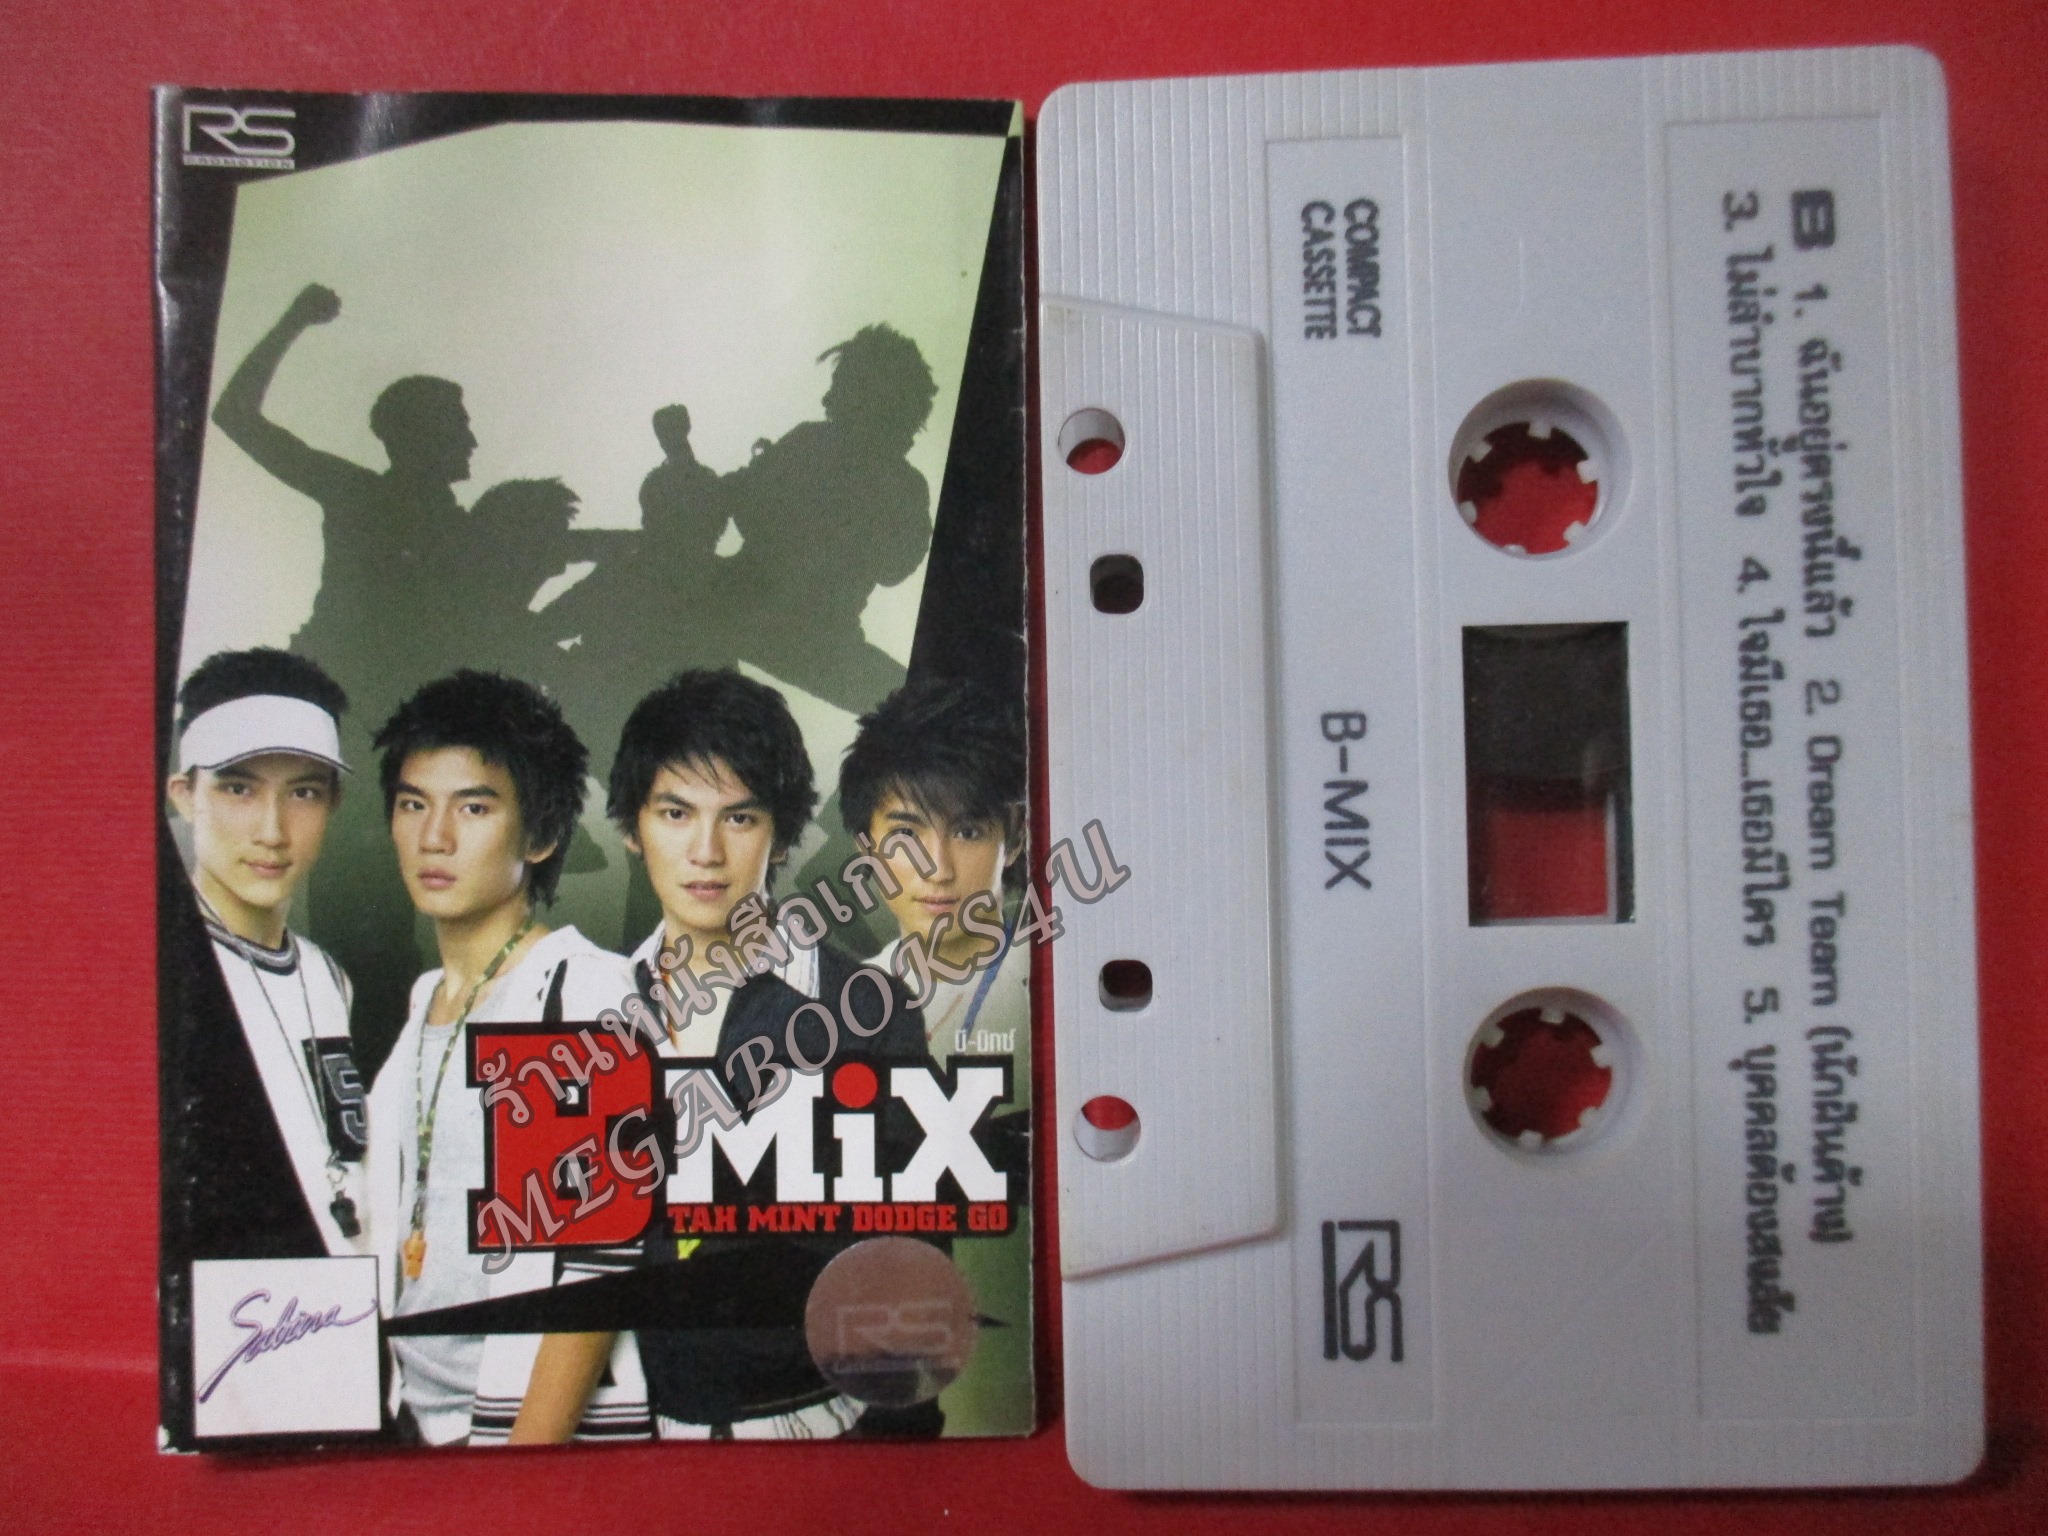 RS
PROMOTION
บี-มิกซ์
B MiX
TAH MINT DODGE GO
Sabina
RS
ร้านหนังสือเก่า
MEGABOOKS4U
COMPACT
CASSETTE
B-MIX
RS
B 1. ฉันอยู่ตรงนี้แล้ว 2. Dream Team (นักฝันค้าบ)
3. ไม่ลำบากหัวใจ 4. ใจมีเธอ...เธอมีใคร 5. บุคคลต้องสงสัย